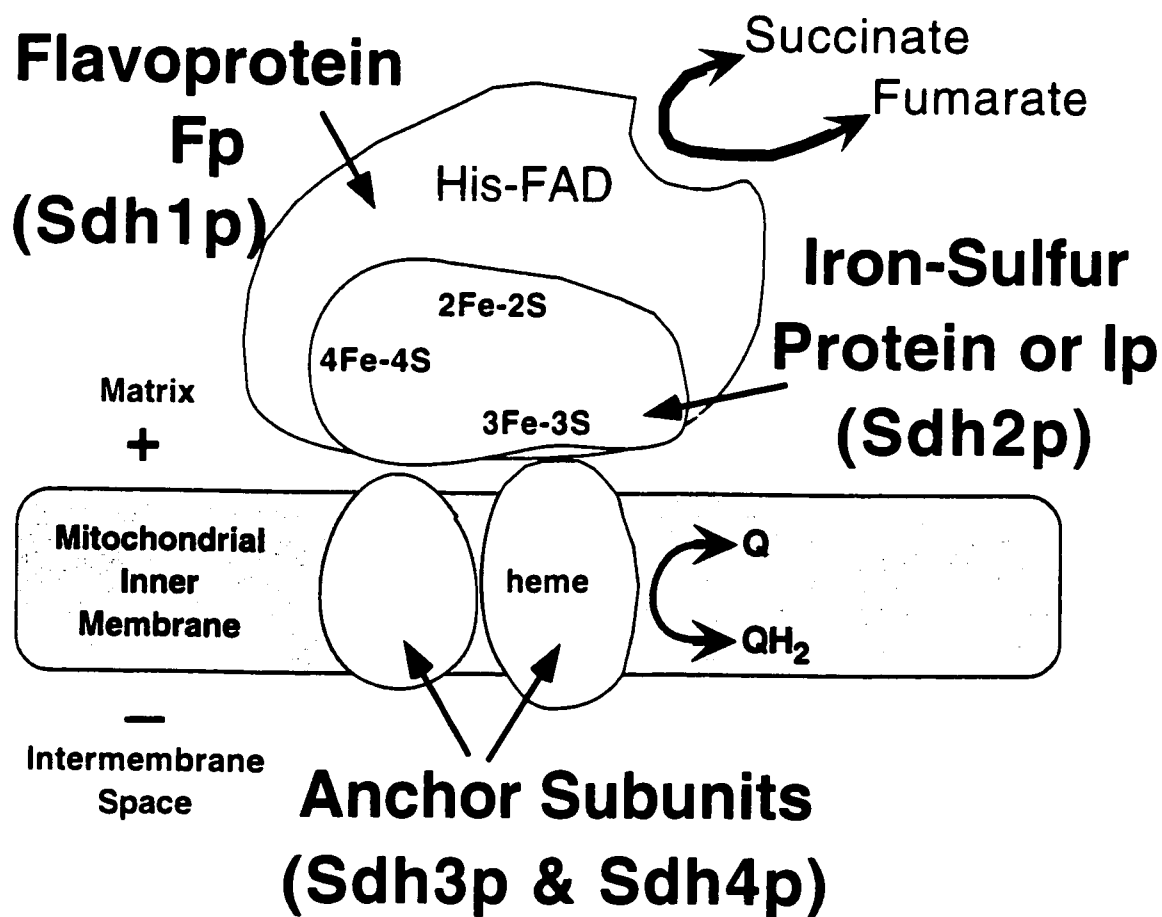 Succinate
Fumarate
Flavoprotein
Fp
(Sdh1p)
His-FAD
Iron-Sulfur
Protein or Ip
(Sdh2p)
2Fe-2S
4Fe-4S
3Fe-3S
Matrix
+
Mitochondrial
Inner
Membrane
heme
Q
QH₂
−
Intermembrane
Space
Anchor Subunits
(Sdh3p & Sdh4p)